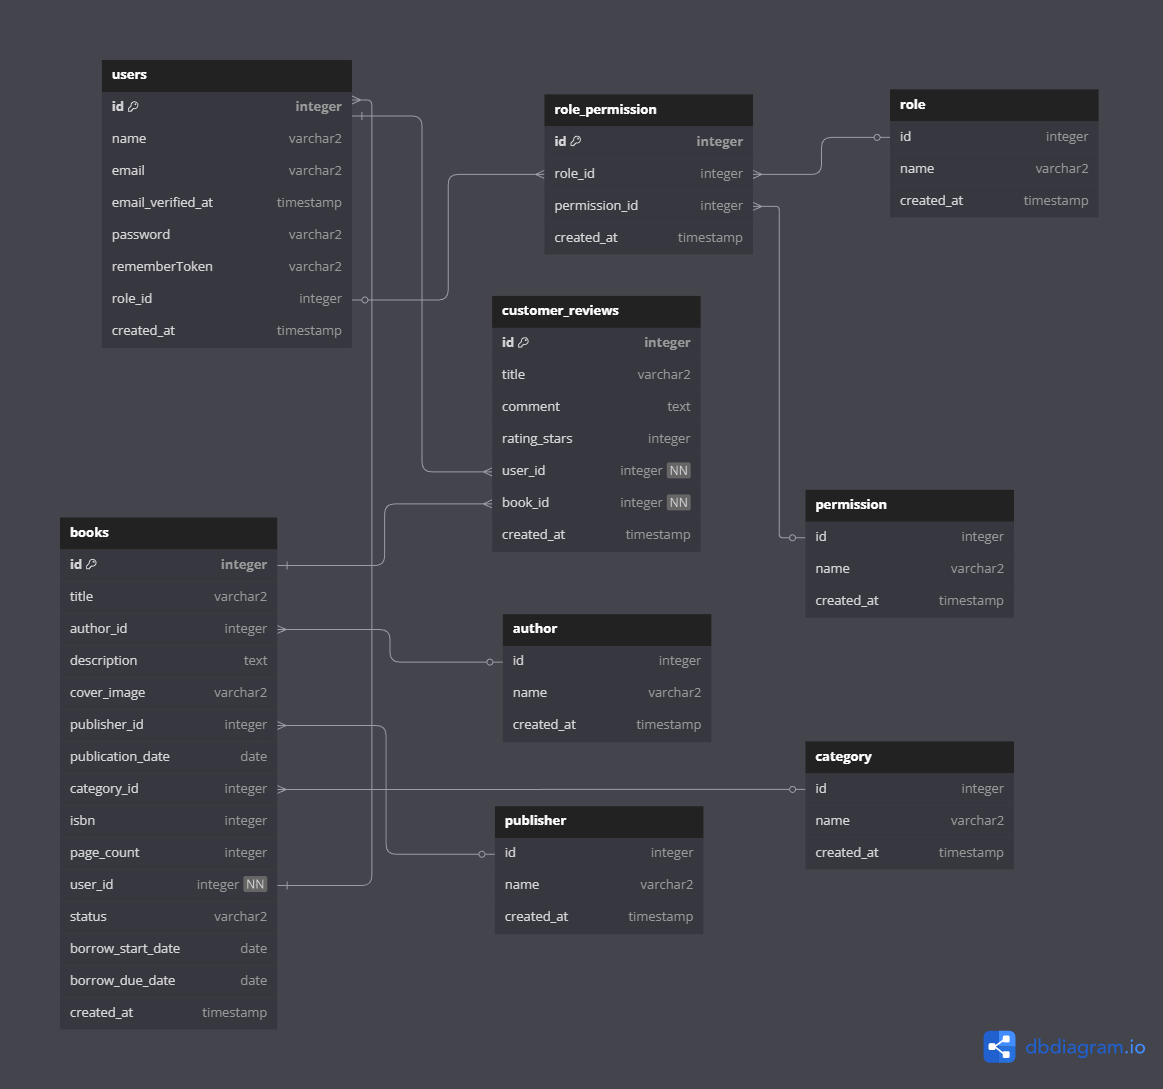 users
id integer
name varchar2
email varchar2
email_verified_at timestamp
password varchar2
rememberToken varchar2
role_id integer
created_at timestamp
role_permission
id integer
role_id integer
permission_id integer
created_at timestamp
role
id integer
name varchar2
created_at timestamp
customer_reviews
id integer
title varchar2
comment text
rating_stars integer
user_id integer NN
book_id integer NN
created_at timestamp
permission
id integer
name varchar2
created_at timestamp
books
id integer
title varchar2
author_id integer
description text
cover_image varchar2
publisher_id integer
publication_date date
category_id integer
isbn integer
page_count integer
user_id integer NN
status varchar2
borrow_start_date date
borrow_due_date date
created_at timestamp
author
id integer
name varchar2
created_at timestamp
category
id integer
name varchar2
created_at timestamp
publisher
id integer
name varchar2
created_at timestamp
dbdiagram.io